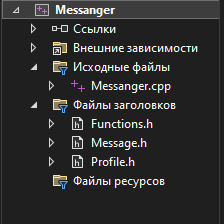 Messanger
Ссылки
Внешние зависимости
Исходные файлы
Messanger.cpp
Файлы заголовков
Functions.h
Message.h
Profile.h
Файлы ресурсов